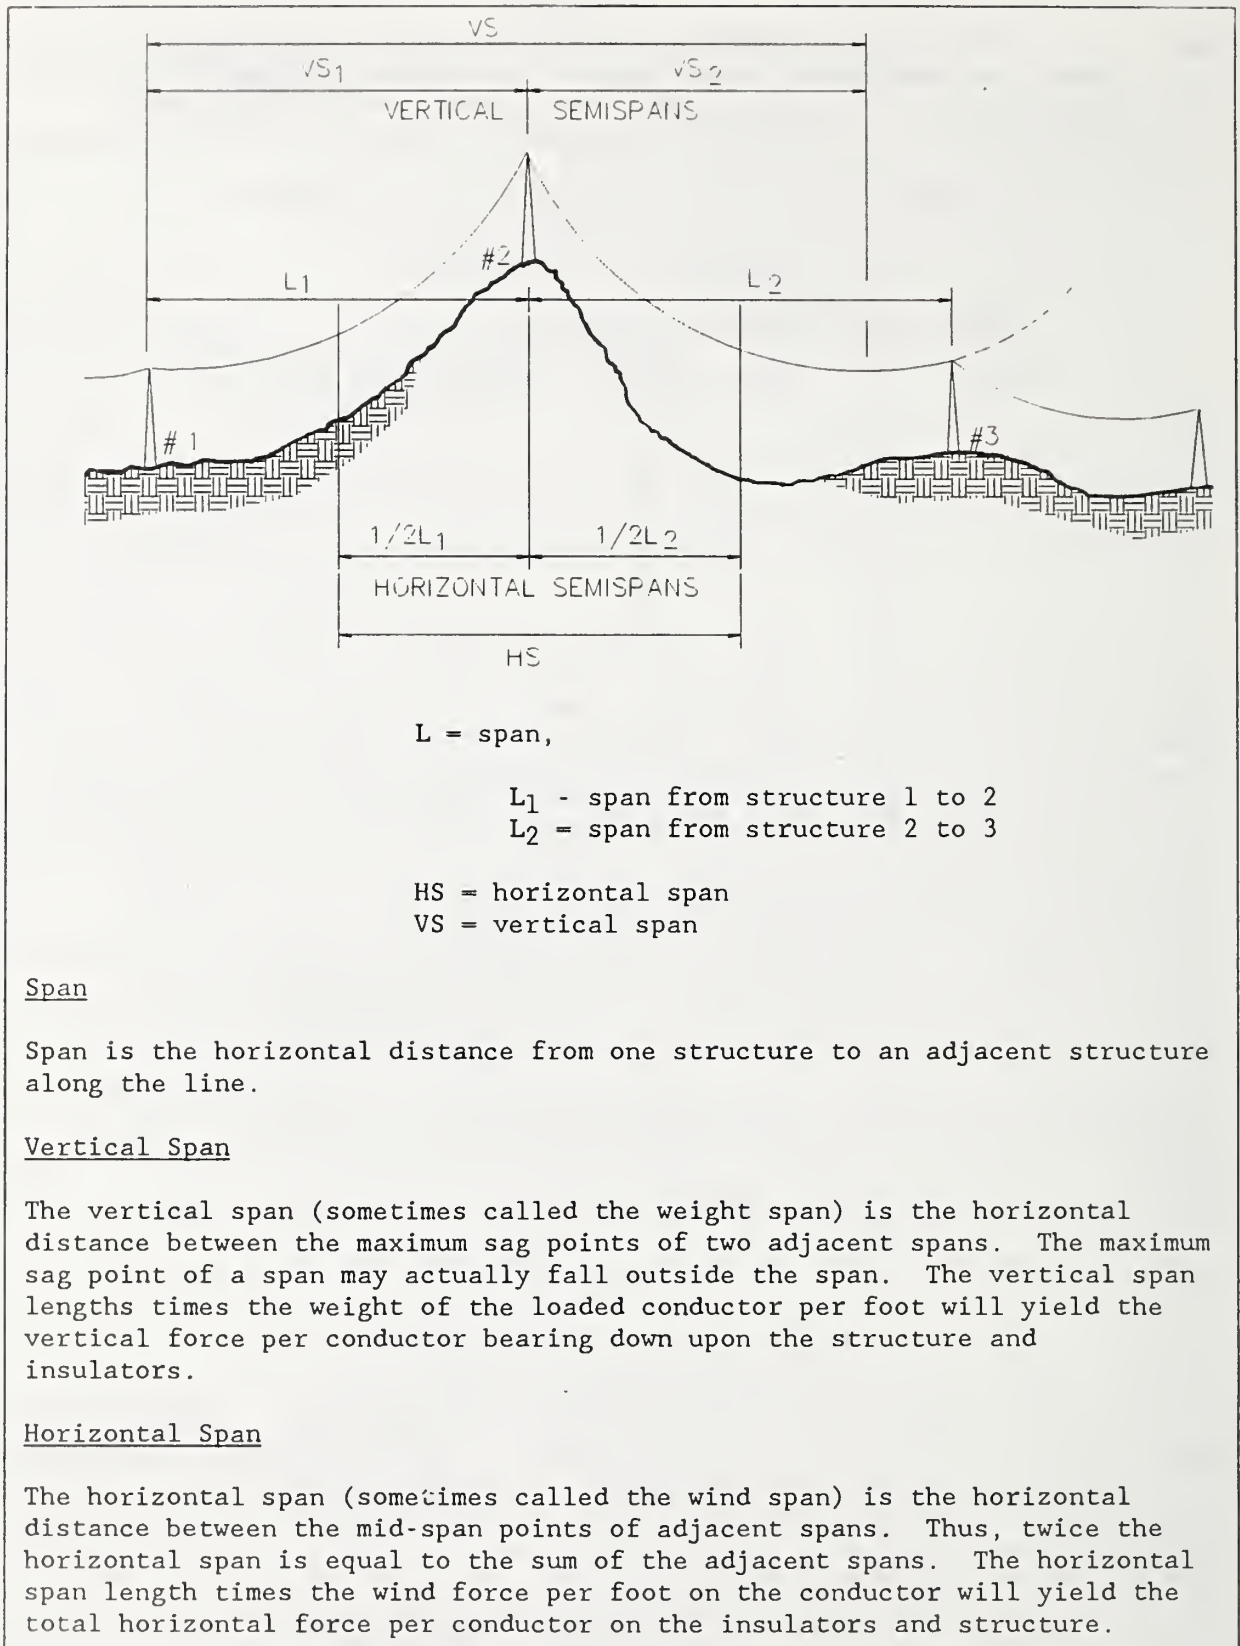 VS
VS1 VS2
VERTICAL SEMISPANS
#2
L1 L2
#1 #3
1/2L1 1/2L2
HORIZONTAL SEMISPANS
HS
L = span,
L1 - span from structure 1 to 2
L2 = span from structure 2 to 3
HS = horizontal span
VS = vertical span
Span
Span is the horizontal distance from one structure to an adjacent structure
along the line.
Vertical Span
The vertical span (sometimes called the weight span) is the horizontal
distance between the maximum sag points of two adjacent spans. The maximum
sag point of a span may actually fall outside the span. The vertical span
lengths times the weight of the loaded conductor per foot will yield the
vertical force per conductor bearing down upon the structure and
insulators.
Horizontal Span
The horizontal span (sometimes called the wind span) is the horizontal
distance between the mid-span points of adjacent spans. Thus, twice the
horizontal span is equal to the sum of the adjacent spans. The horizontal
span length times the wind force per foot on the conductor will yield the
total horizontal force per conductor on the insulators and structure.